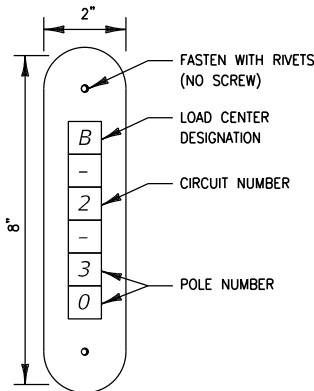 2"
FASTEN WITH RIVETS
(NO SCREW)
LOAD CENTER
DESIGNATION
B
-
CIRCUIT NUMBER
2
-
8"
3
POLE NUMBER
0